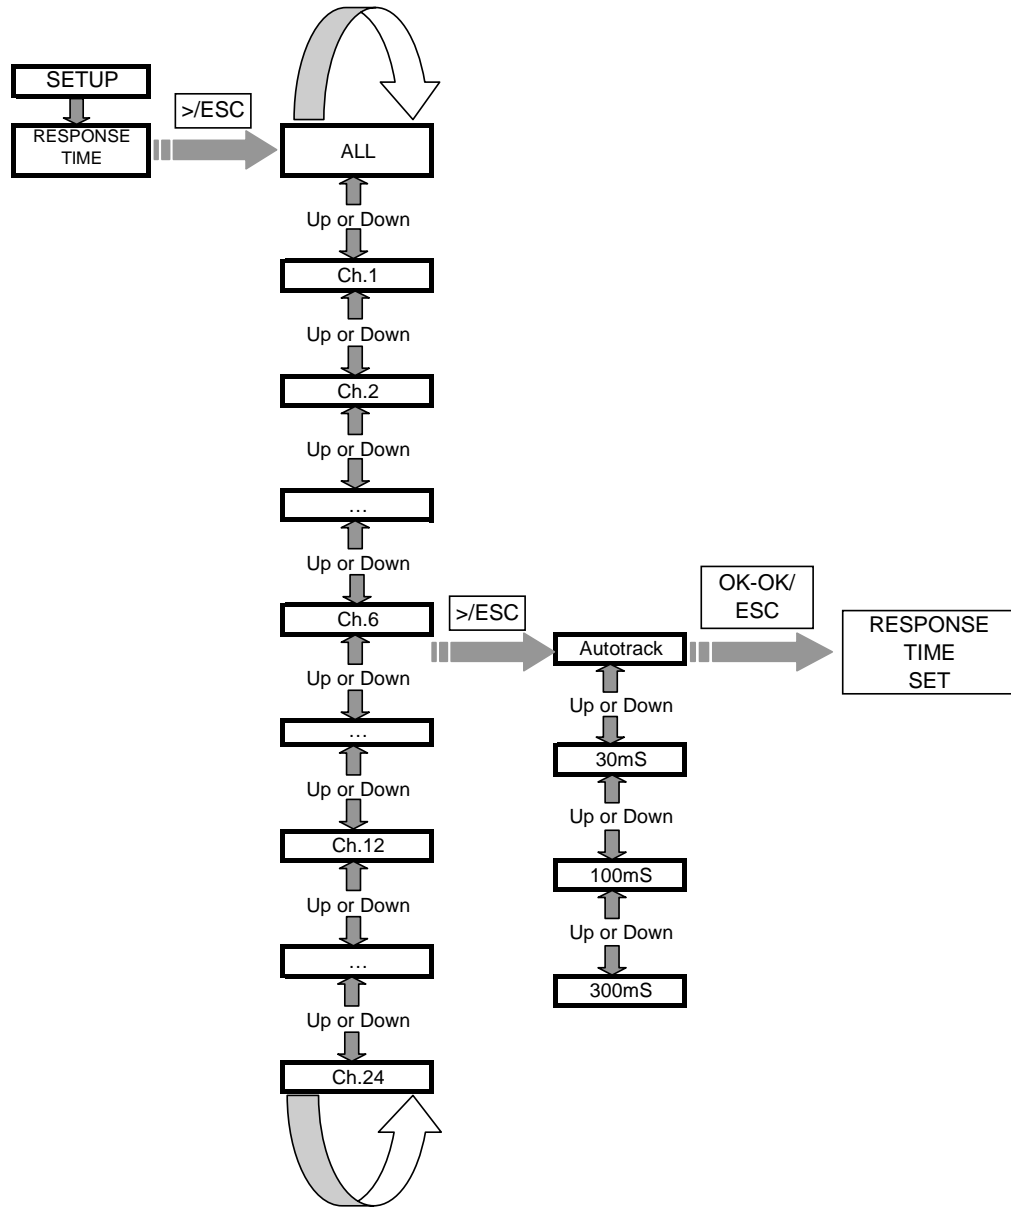 SETUP
>/ESC
RESPONSE
TIME
ALL
Up or Down
Ch.1
Up or Down
Ch.2
Up or Down
...
Up or Down
Ch.6
>/ESC
OK-OK/
ESC
Autotrack
RESPONSE
TIME
SET
Up or Down
Up or Down
...
30mS
Up or Down
Up or Down
Ch.12
100mS
Up or Down
Up or Down
...
300mS
Up or Down
Ch.24